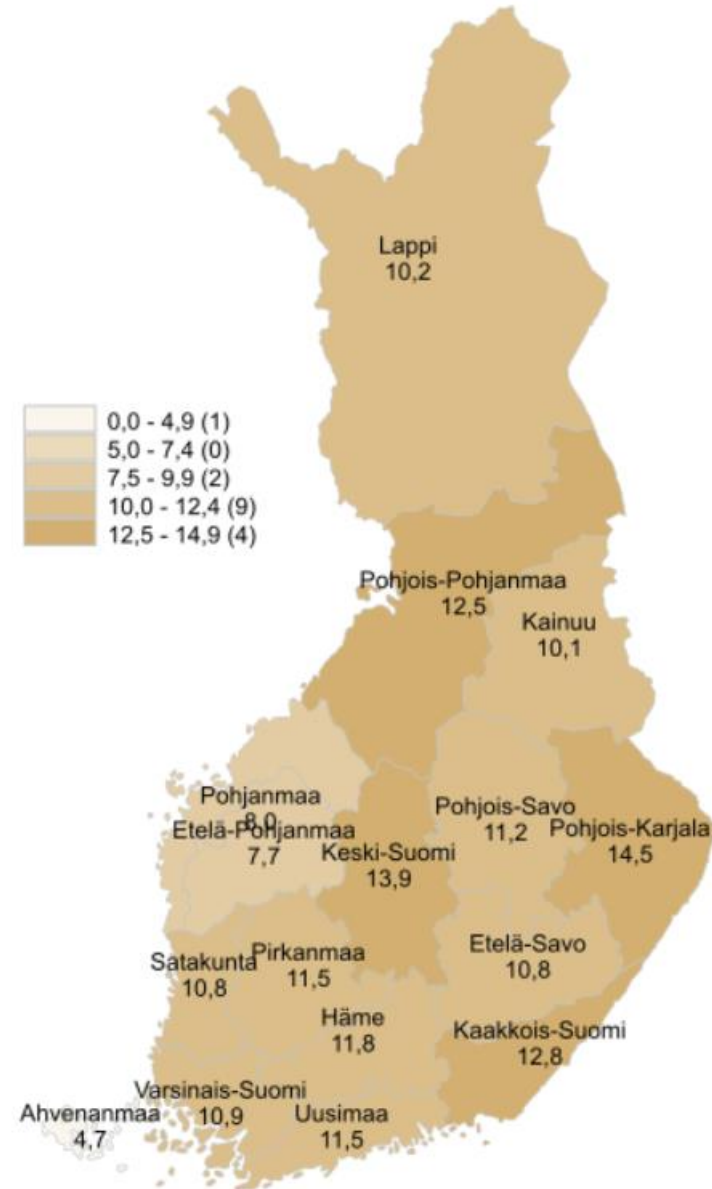 Lappi
10,2
0,0 - 4,9 (1)
5,0 - 7,4 (0)
7,5 - 9,9 (2)
10,0 - 12,4 (9)
12,5 - 14,9 (4)
Pohjois-Pohjanmaa
12,5
Kainuu
10,1
Pohjanmaa
8,0
Etelä-Pohjanmaa
7,7
Keski-Suomi
13,9
Pohjois-Savo
11,2
Pohjois-Karjala
14,5
Satakunta
10,8
Pirkanmaa
11,5
Etelä-Savo
10,8
Häme
11,8
Kaakkois-Suomi
12,8
Ahvenanmaa
4,7
Varsinais-Suomi
10,9
Uusimaa
11,5